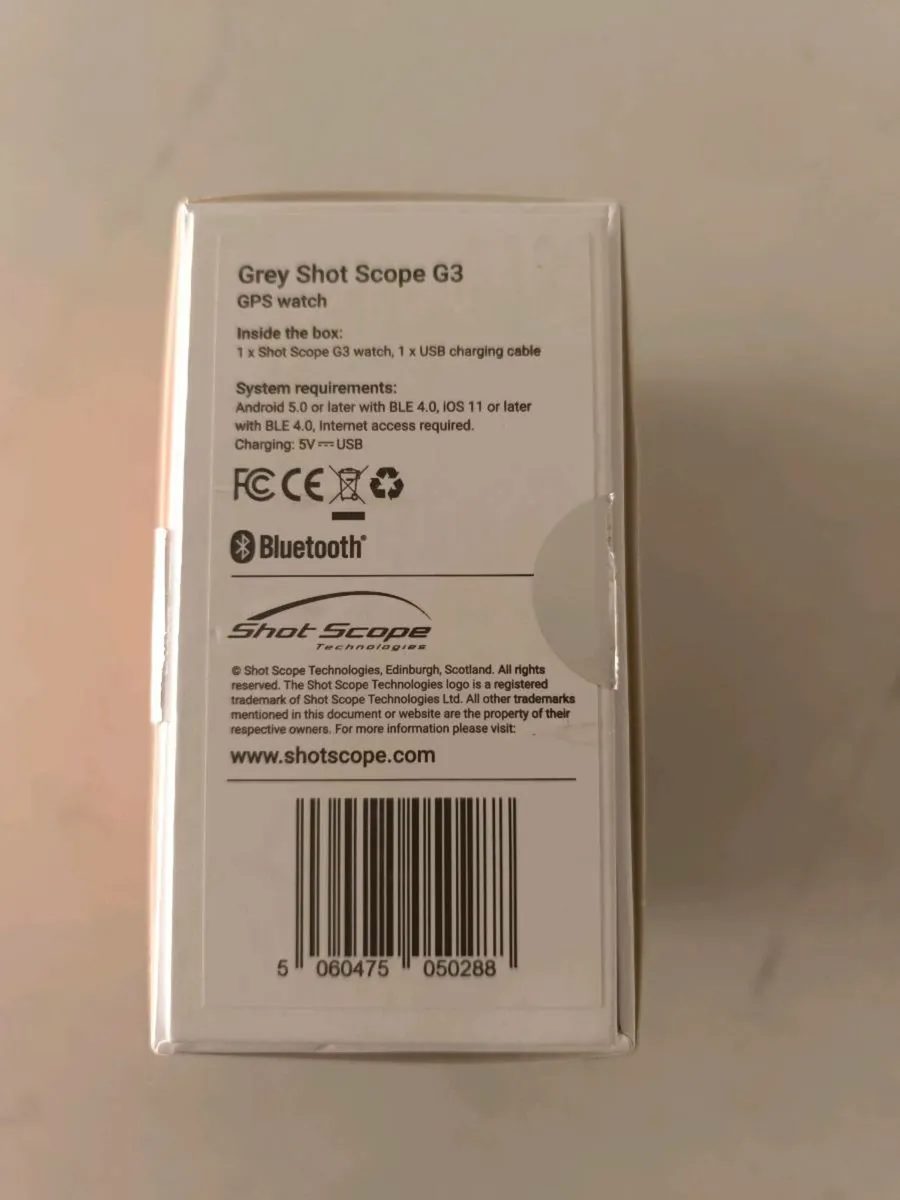 Grey Shot Scope G3
GPS watch
Inside the box:
1 x Shot Scope G3 watch, 1 x USB charging cable
System requirements:
Android 5.0 or later with BLE 4.0, iOS 11 or later
with BLE 4.0, Internet access required.
Charging: 5V⎓USB
FC CE
Bluetooth®
Shot Scope
Technologies
© Shot Scope Technologies, Edinburgh, Scotland. All rights
reserved. The Shot Scope Technologies logo is a registered
trademark of Shot Scope Technologies Ltd. All other trademarks
mentioned in this document or website are the property of their
respective owners. For more information please visit:
www.shotscope.com
5 060475 050288